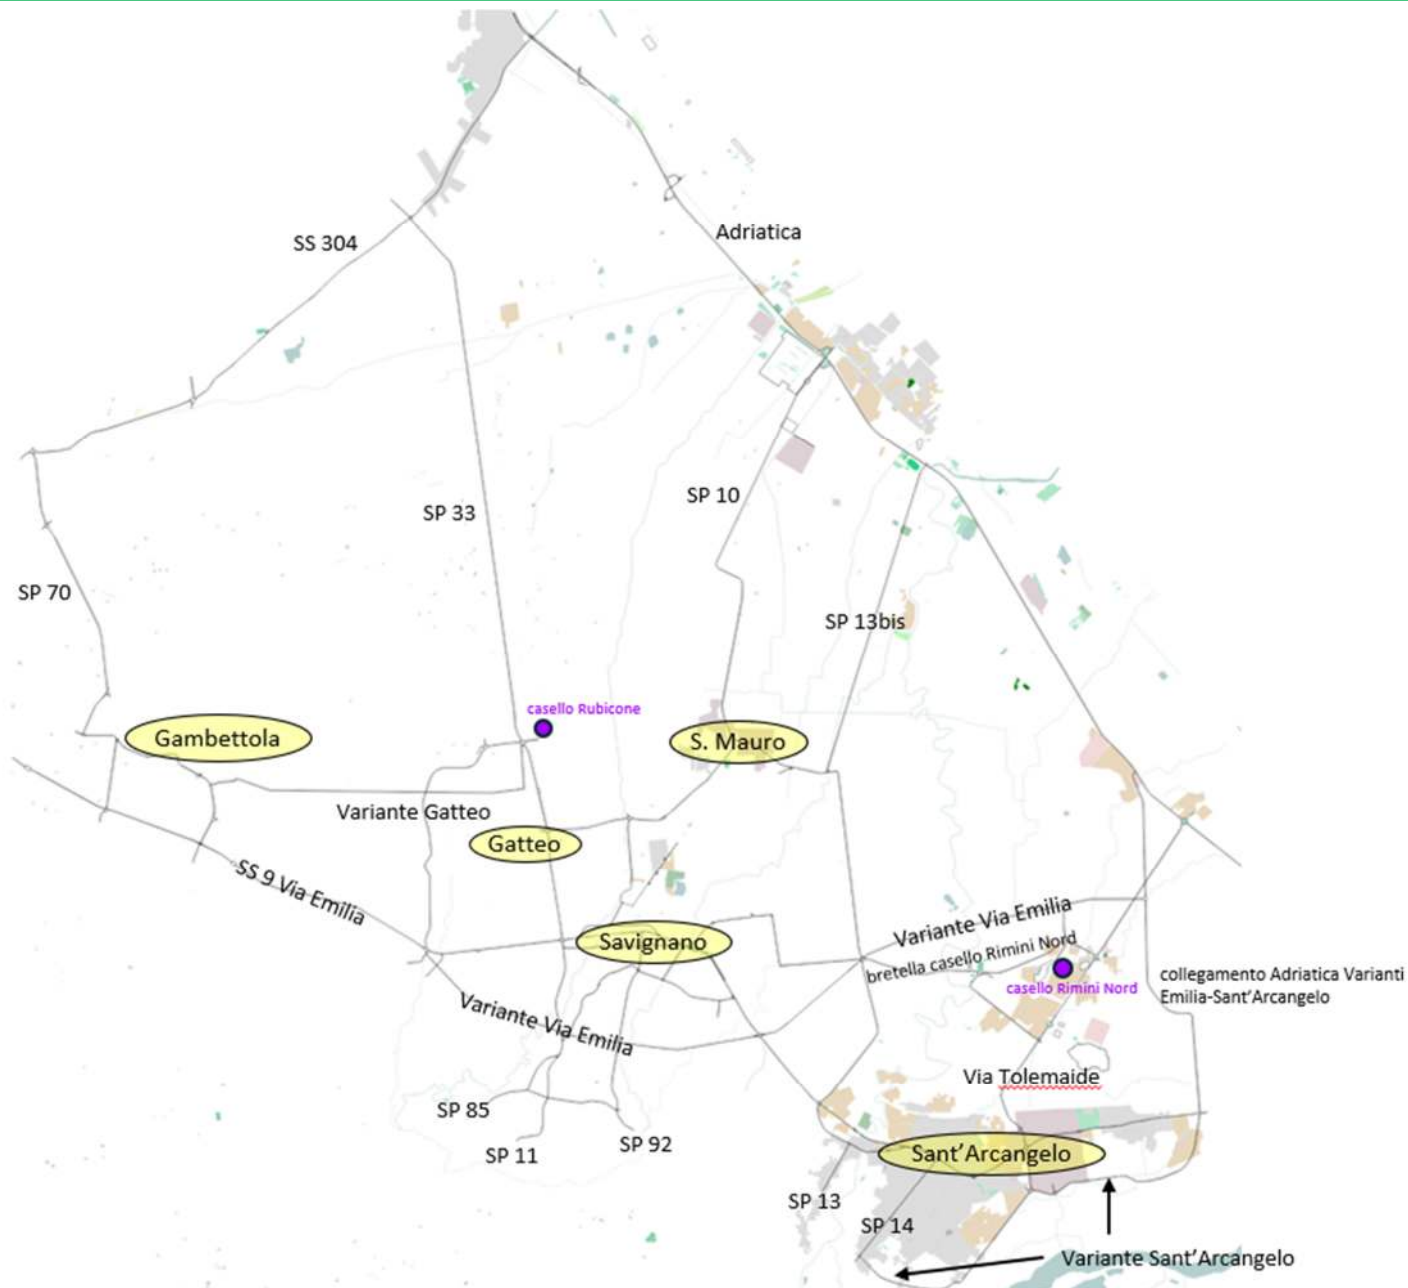 Adriatica
SS 304
SP 10
SP 33
SP 70
SP 13bis
casello Rubicone
Gambettola
S. Mauro
Variante Gatteo
Gatteo
SS 9 Via Emilia
Variante Via Emilia
Savignano
bretella casello Rimini Nord
casello Rimini Nord
collegamento Adriatica Varianti
Emilia-Sant'Arcangelo
Variante Via Emilia
Via Tolemaide
SP 85
SP 92
SP 11
Sant'Arcangelo
SP 13
SP 14
Variante Sant'Arcangelo